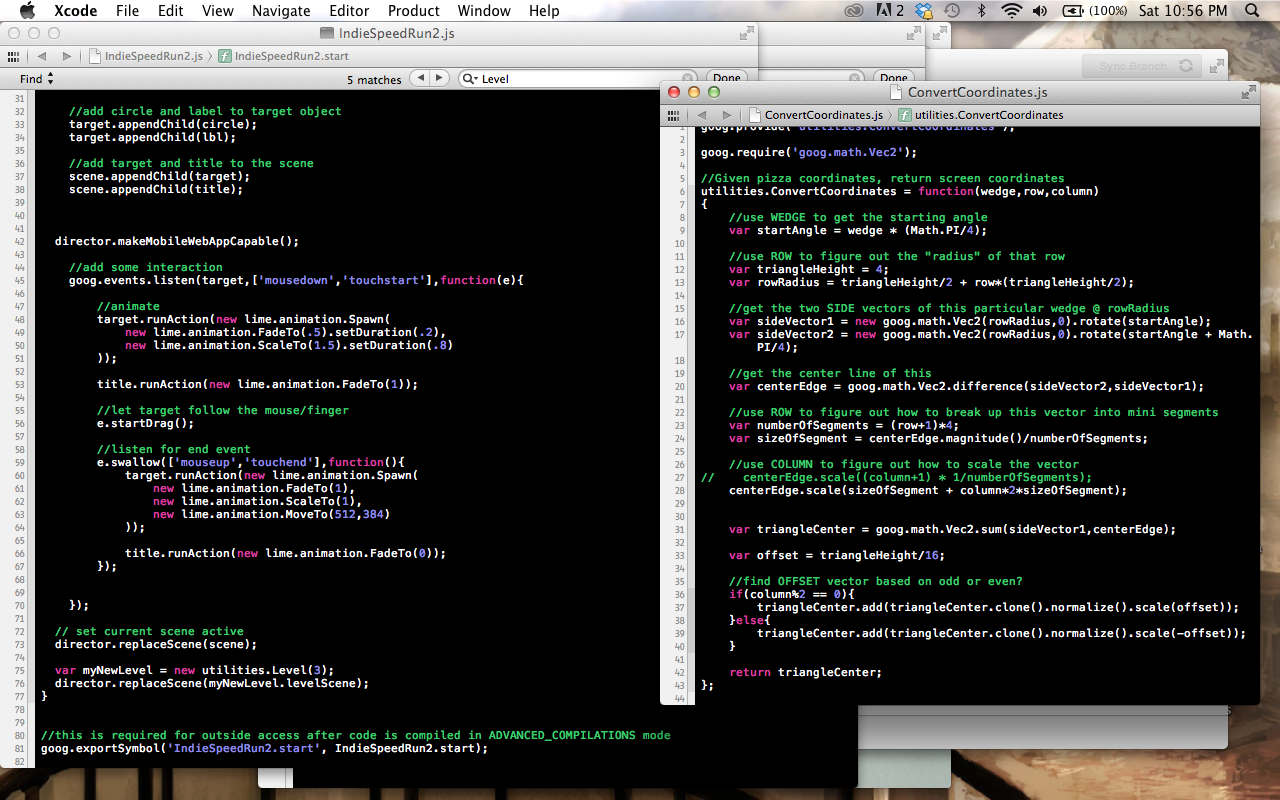 Xcode File Edit View Navigate Editor Product Window Help 2 (100%) Sat 10:56 PM
IndieSpeedRun2.js
IndieSpeedRun2.js IndieSpeedRun2.start
Find 5 matches Level Done
Done
Sync Branch
31
32 //add circle and label to target object
33 target.appendChild(circle);
34 target.appendChild(lbl);
35
36 //add target and title to the scene
37 scene.appendChild(target);
38 scene.appendChild(title);
39
40
41
42 director.makeMobileWebAppCapable();
43
44 //add some interaction
45 goog.events.listen(target,['mousedown','touchstart'],function(e){
46
47 //animate
48 target.runAction(new lime.animation.Spawn(
49 new lime.animation.FadeTo(.5).setDuration(.2),
50 new lime.animation.ScaleTo(1.5).setDuration(.8)
51 ));
52
53 title.runAction(new lime.animation.FadeTo(1));
54
55 //let target follow the mouse/finger
56 e.startDrag();
57
58 //listen for end event
59 e.swallow(['mouseup','touchend'],function(){
60 target.runAction(new lime.animation.Spawn(
61 new lime.animation.FadeTo(1),
62 new lime.animation.ScaleTo(1),
63 new lime.animation.MoveTo(512,384)
64 ));
65
66 title.runAction(new lime.animation.FadeTo(0));
67 });
68
69
70 });
71
72 // set current scene active
73 director.replaceScene(scene);
74
75 var myNewLevel = new utilities.Level(3);
76 director.replaceScene(myNewLevel.levelScene);
77 }
78
79
80 //this is required for outside access after code is compiled in ADVANCED_COMPILATIONS mode
81 goog.exportSymbol('IndieSpeedRun2.start', IndieSpeedRun2.start);
82
ConvertCoordinates.js
ConvertCoordinates.js utilities.ConvertCoordinates
1 goog.provide('utilities.ConvertCoordinates');
2
3 goog.require('goog.math.Vec2');
4
5 //Given pizza coordinates, return screen coordinates
6 utilities.ConvertCoordinates = function(wedge,row,column)
7 {
8 //use WEDGE to get the starting angle
9 var startAngle = wedge * (Math.PI/4);
10
11 //use ROW to figure out the "radius" of that row
12 var triangleHeight = 4;
13 var rowRadius = triangleHeight/2 + row*(triangleHeight/2);
14
15 //get the two SIDE vectors of this particular wedge @ rowRadius
16 var sideVector1 = new goog.math.Vec2(rowRadius,0).rotate(startAngle);
17 var sideVector2 = new goog.math.Vec2(rowRadius,0).rotate(startAngle + Math.
PI/4);
18
19 //get the center line of this
20 var centerEdge = goog.math.Vec2.difference(sideVector2,sideVector1);
21
22 //use ROW to figure out how to break up this vector into mini segments
23 var numberOfSegments = (row+1)*4;
24 var sizeOfSegment = centerEdge.magnitude()/numberOfSegments;
25
26 //use COLUMN to figure out how to scale the vector
27 // centerEdge.scale((column+1) * 1/numberOfSegments);
28 centerEdge.scale(sizeOfSegment + column*2*sizeOfSegment);
29
30
31 var triangleCenter = goog.math.Vec2.sum(sideVector1,centerEdge);
32
33 var offset = triangleHeight/16;
34
35 //find OFFSET vector based on odd or even?
36 if(column%2 == 0){
37 triangleCenter.add(triangleCenter.clone().normalize().scale(offset));
38 }else{
39 triangleCenter.add(triangleCenter.clone().normalize().scale(-offset));
40 }
41
42 return triangleCenter;
43 };
44